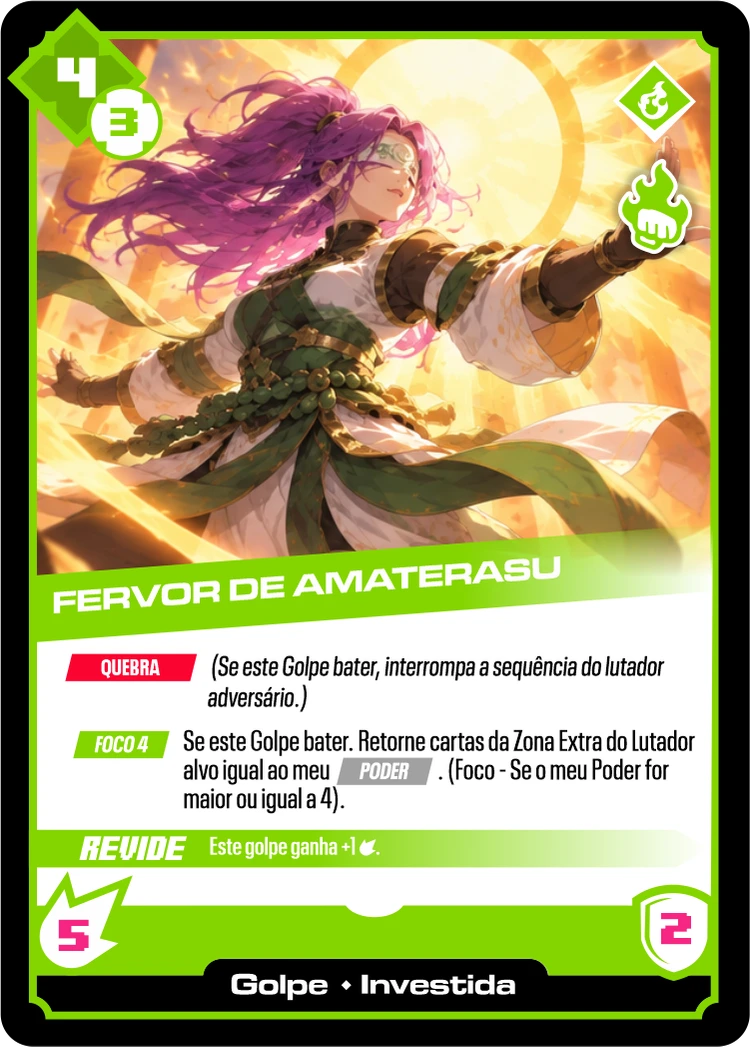 4
3
FERVOR DE AMATERASU
QUEBRA (Se este Golpe bater, interrompa a sequência do lutador
adversário.)
FOCO 4 Se este Golpe bater. Retorne cartas da Zona Extra do Lutador
alvo igual ao meu PODER . (Foco - Se o meu Poder for
maior ou igual a 4).
REVIDE Este golpe ganha +1 .
5
2
Golpe • Investida